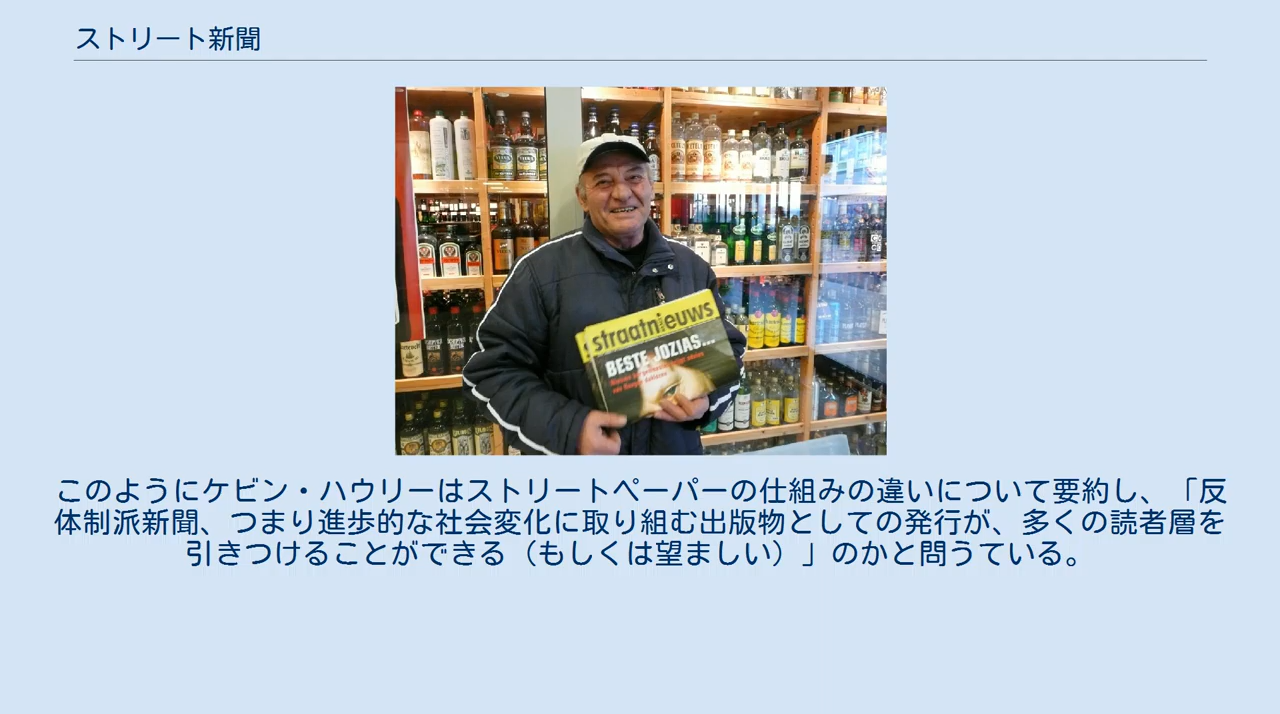 ストリート新聞
straatnieuws
BESTE JOZIAS...
このようにケビン・ハウリーはストリートペーパーの仕組みの違いについて要約し、「反
体制派新聞、つまり進歩的な社会変化に取り組む出版物としての発行が、多くの読者層を
引きつけることができる（もしくは望ましい）」のかと問うている。